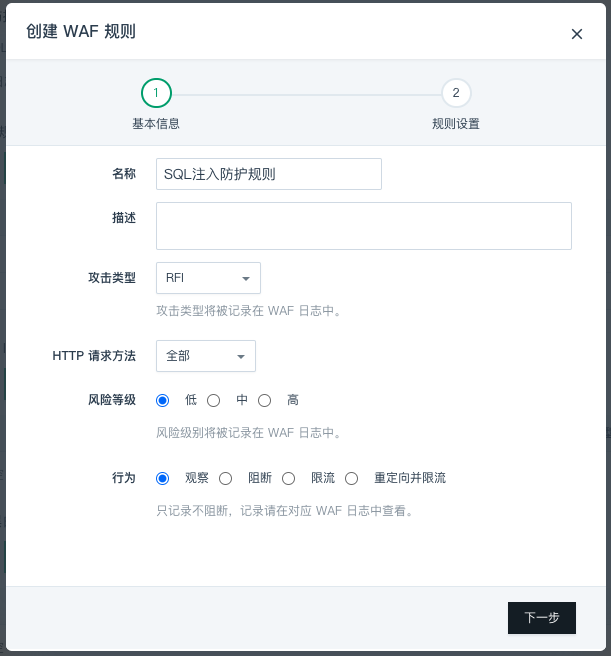 创建 WAF 规则
1
2
基本信息
规则设置
名称
SQL注入防护规则
描述
攻击类型
RFI
攻击类型将被记录在 WAF 日志中。
HTTP 请求方法
全部
风险等级
低 中 高
风险级别将被记录在 WAF 日志中。
行为
观察 阻断 限流 重定向并限流
只记录不阻断，记录请在对应 WAF 日志中查看。
下一步